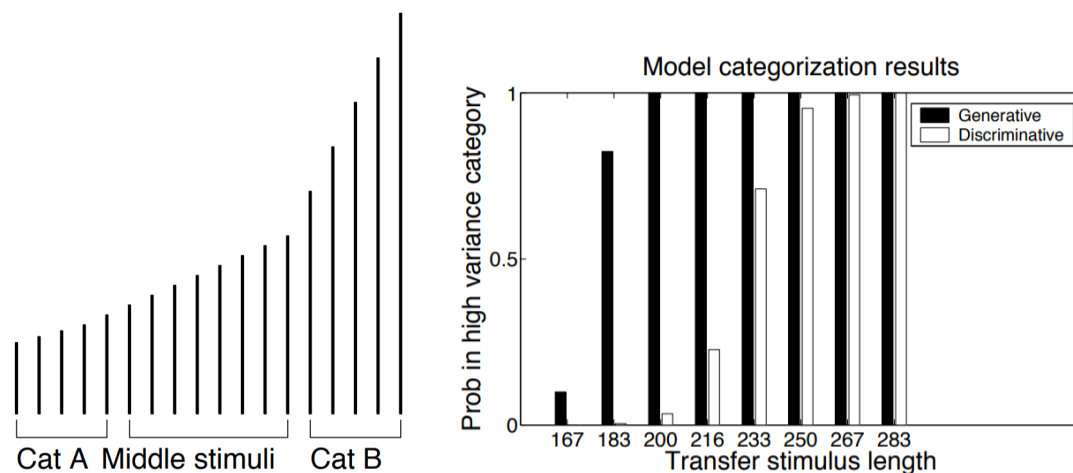 Cat A Middle stimuli Cat B
Model categorization results
Prob in high variance category
1
0.5
0
Generative
Discriminative
167 183 200 216 233 250 267 283
Transfer stimulus length